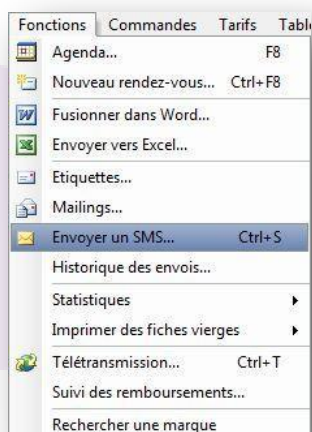 Fonctions Commandes Tarifs
Agenda... F8
Nouveau rendez-vous... Ctrl+F8
Fusionner dans Word...
Envoyer vers Excel...
Etiquettes...
Mailings...
Envoyer un SMS... Ctrl+S
Historique des envois...
Statistiques
Imprimer des fiches vierges
Télétransmission... Ctrl+T
Suivi des remboursements...
Rechercher une marque